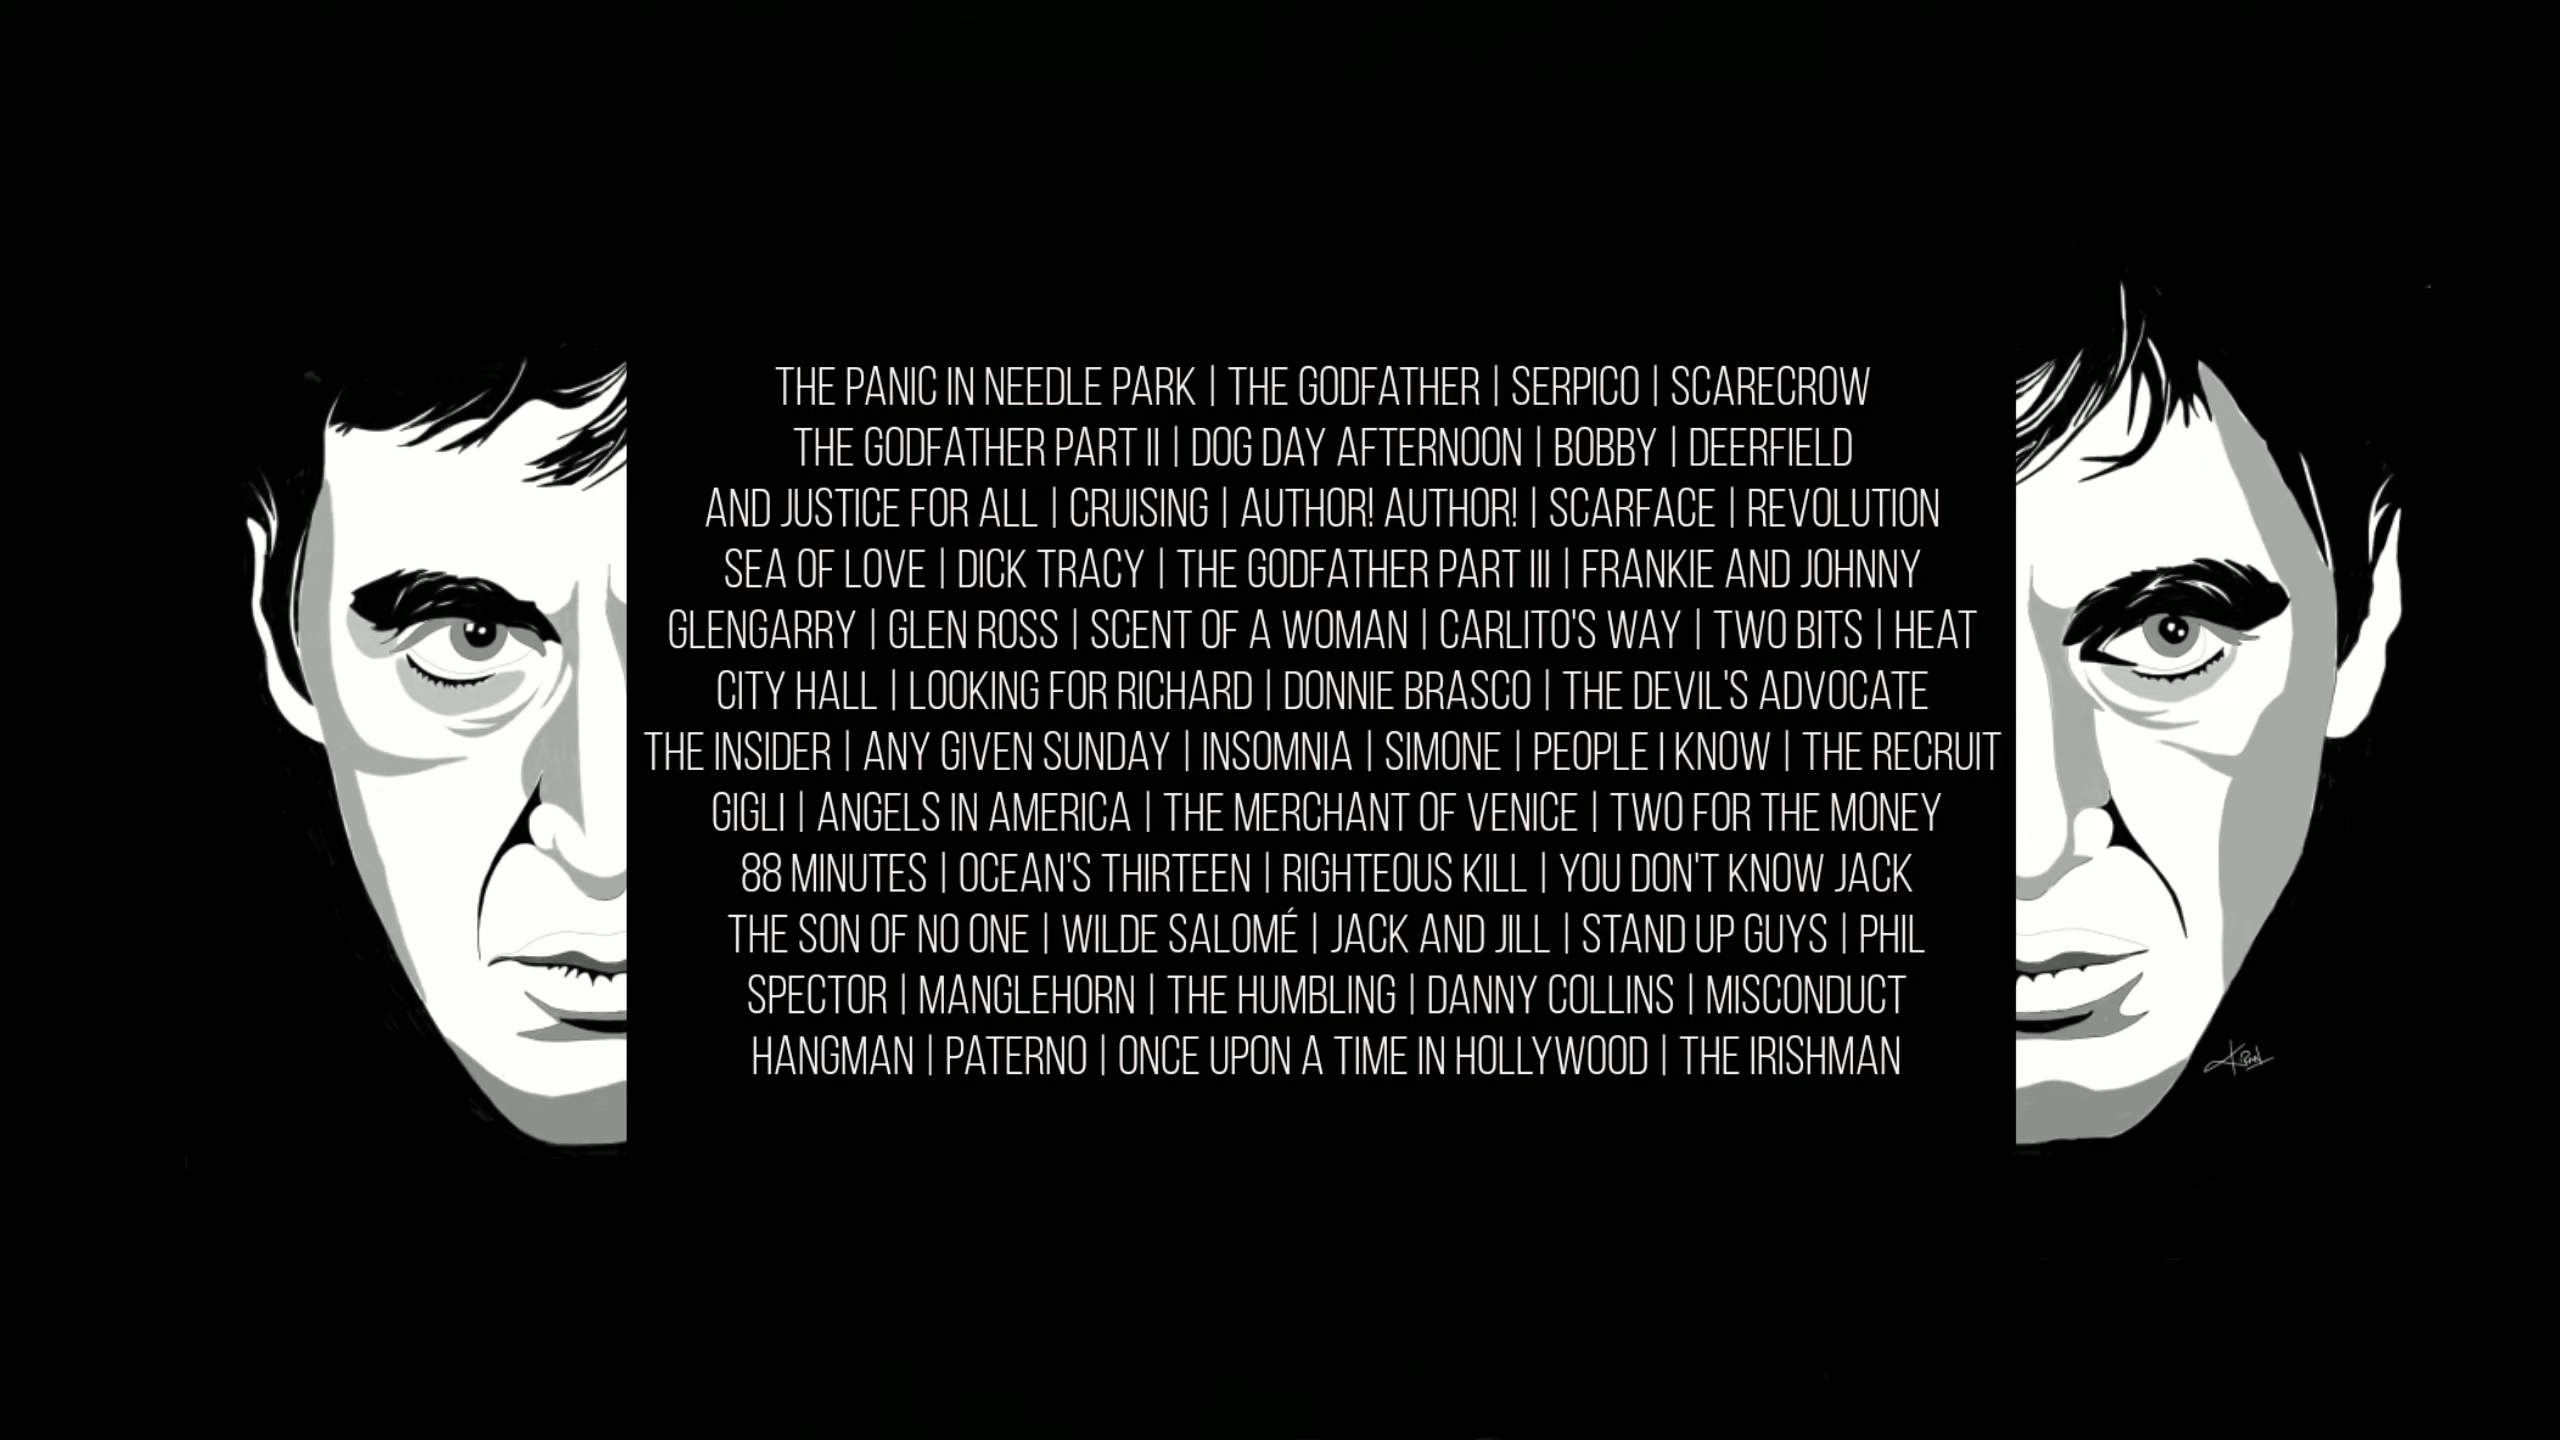 THE PANIC IN NEEDLE PARK | THE GODFATHER | SERPICO | SCARECROW
THE GODFATHER PART II | DOG DAY AFTERNOON | BOBBY | DEERFIELD
AND JUSTICE FOR ALL | CRUISING | AUTHOR! AUTHOR! | SCARFACE | REVOLUTION
SEA OF LOVE | DICK TRACY | THE GODFATHER PART III | FRANKIE AND JOHNNY
GLENGARRY | GLEN ROSS | SCENT OF A WOMAN | CARLITO'S WAY | TWO BITS | HEAT
CITY HALL | LOOKING FOR RICHARD | DONNIE BRASCO | THE DEVIL'S ADVOCATE
THE INSIDER | ANY GIVEN SUNDAY | INSOMNIA | SIMONE | PEOPLE I KNOW | THE RECRUIT
GIGLI | ANGELS IN AMERICA | THE MERCHANT OF VENICE | TWO FOR THE MONEY
88 MINUTES | OCEAN'S THIRTEEN | RIGHTEOUS KILL | YOU DON'T KNOW JACK
THE SON OF NO ONE | WILDE SALOMÉ | JACK AND JILL | STAND UP GUYS | PHIL
SPECTOR | MANGLEHORN | THE HUMBLING | DANNY COLLINS | MISCONDUCT
HANGMAN | PATERNO | ONCE UPON A TIME IN HOLLYWOOD | THE IRISHMAN